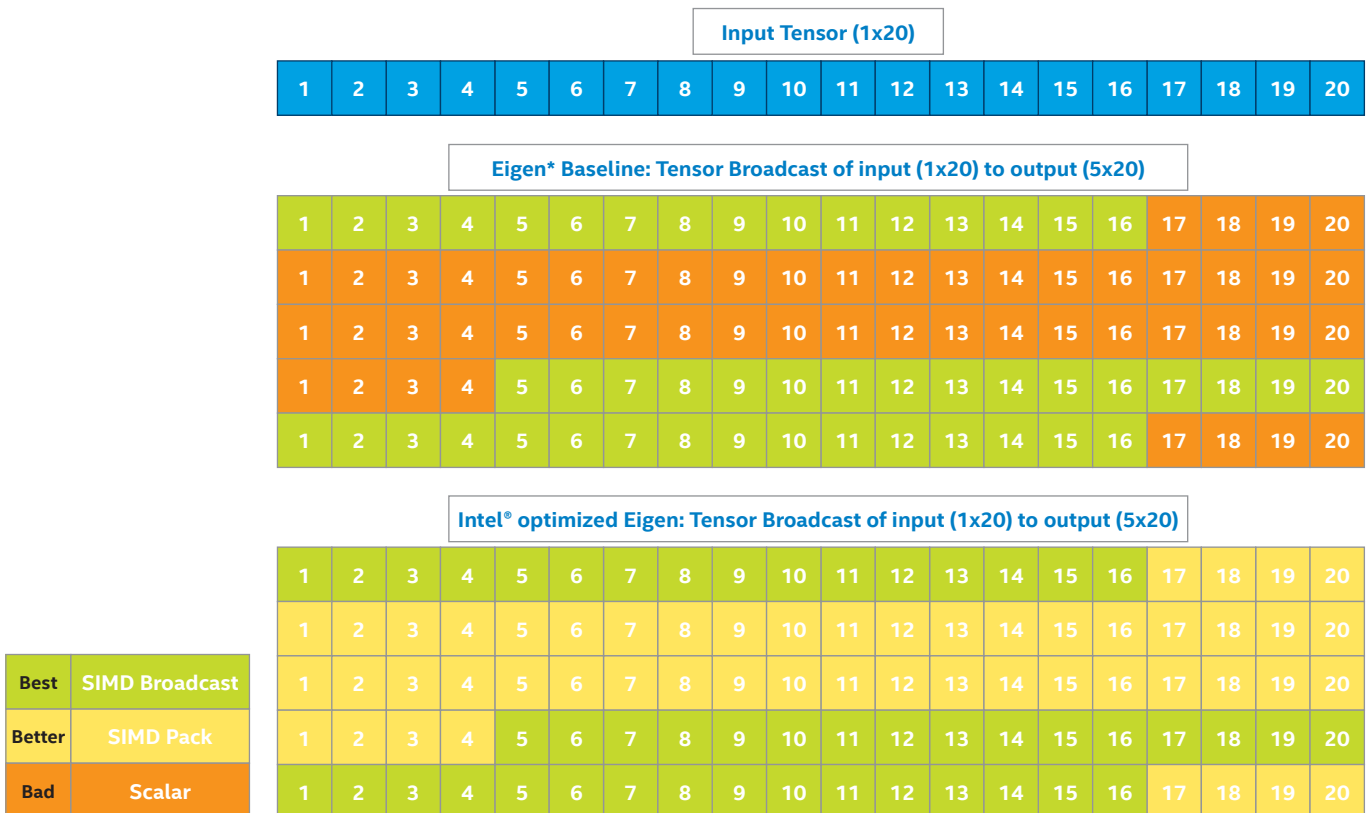 Input Tensor (1x20)
1 2 3 4 5 6 7 8 9 10 11 12 13 14 15 16 17 18 19 20
Eigen* Baseline: Tensor Broadcast of input (1x20) to output (5x20)
1 2 3 4 5 6 7 8 9 10 11 12 13 14 15 16 17 18 19 20
1 2 3 4 5 6 7 8 9 10 11 12 13 14 15 16 17 18 19 20
1 2 3 4 5 6 7 8 9 10 11 12 13 14 15 16 17 18 19 20
1 2 3 4 5 6 7 8 9 10 11 12 13 14 15 16 17 18 19 20
1 2 3 4 5 6 7 8 9 10 11 12 13 14 15 16 17 18 19 20
Intel® optimized Eigen: Tensor Broadcast of input (1x20) to output (5x20)
1 2 3 4 5 6 7 8 9 10 11 12 13 14 15 16 17 18 19 20
1 2 3 4 5 6 7 8 9 10 11 12 13 14 15 16 17 18 19 20
1 2 3 4 5 6 7 8 9 10 11 12 13 14 15 16 17 18 19 20
1 2 3 4 5 6 7 8 9 10 11 12 13 14 15 16 17 18 19 20
1 2 3 4 5 6 7 8 9 10 11 12 13 14 15 16 17 18 19 20
Best SIMD Broadcast
Better SIMD Pack
Bad Scalar